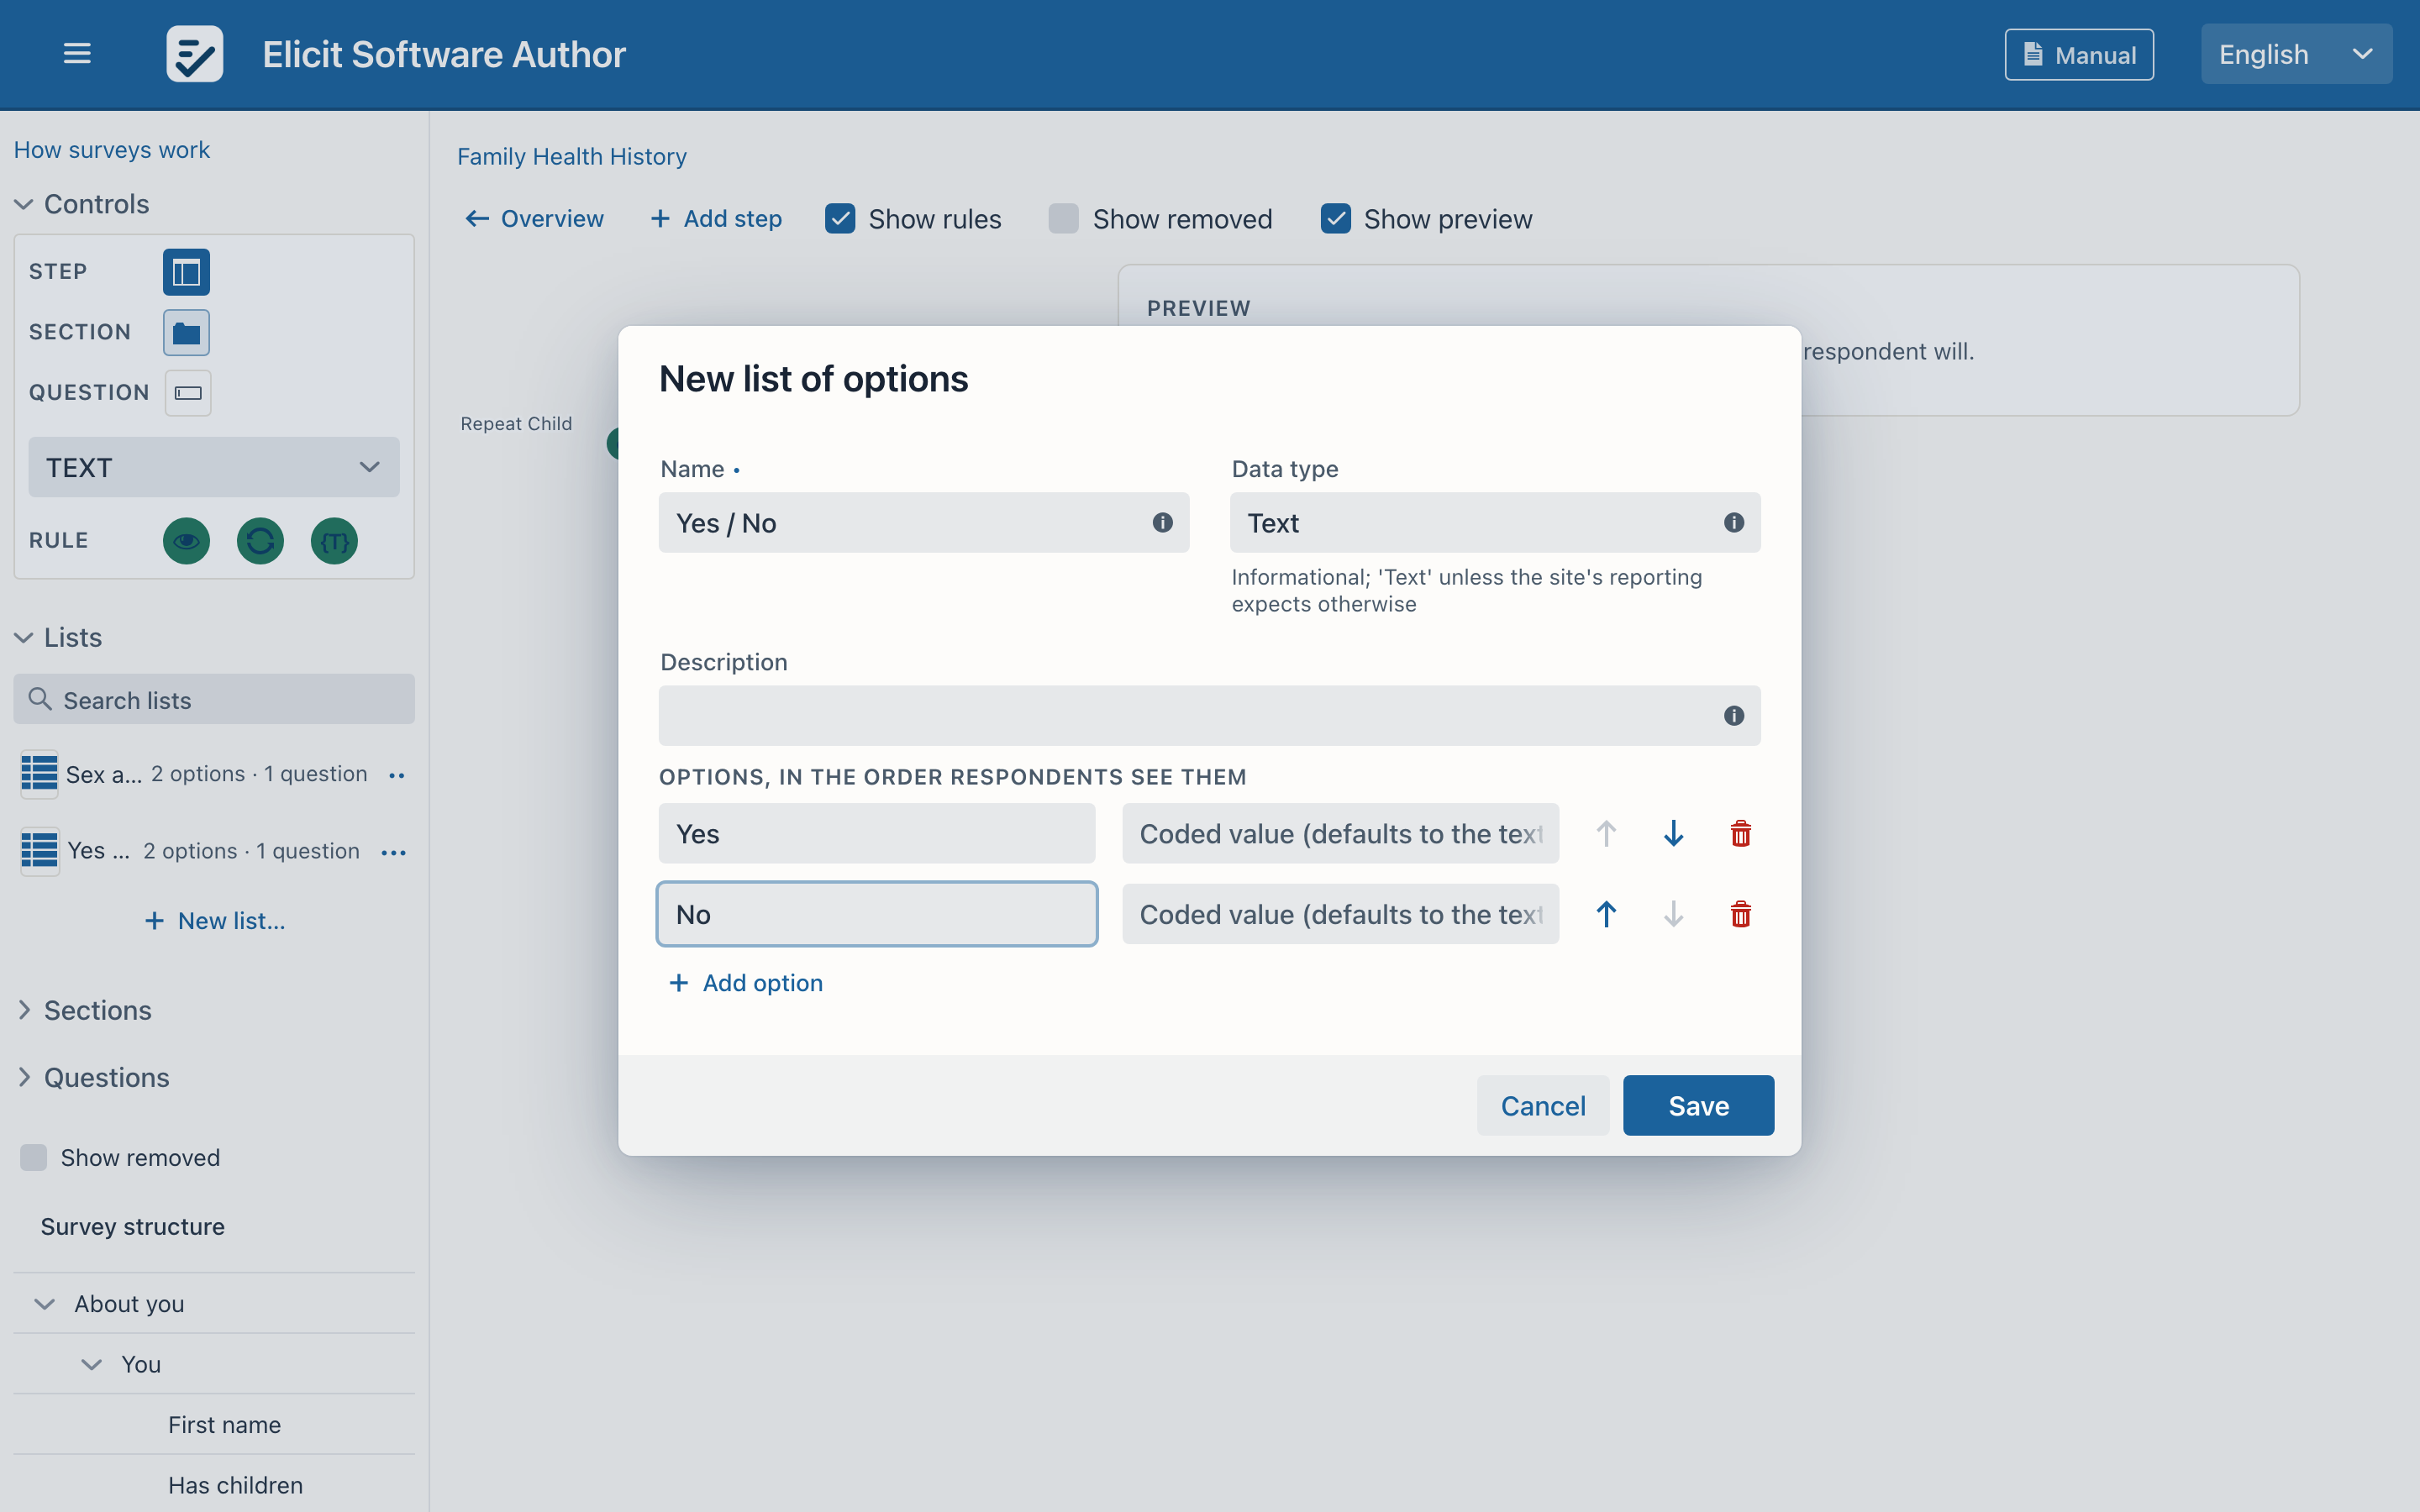 Elicit Software Author
Manual
English
How surveys work
Controls
STEP
SECTION
QUESTION
TEXT
RULE
{T}
Lists
Search lists
Sex a... 2 options · 1 question
Yes ... 2 options · 1 question
+ New list...
Sections
Questions
Show removed
Survey structure
About you
You
First name
Has children
Family Health History
← Overview
+ Add step
Show rules
Show removed
Show preview
PREVIEW
respondent will.
Repeat Child
New list of options
Name •
Yes / No
Data type
Text
Informational; 'Text' unless the site's reporting
expects otherwise
Description
OPTIONS, IN THE ORDER RESPONDENTS SEE THEM
Yes
Coded value (defaults to the text
No
Coded value (defaults to the text
+ Add option
Cancel
Save